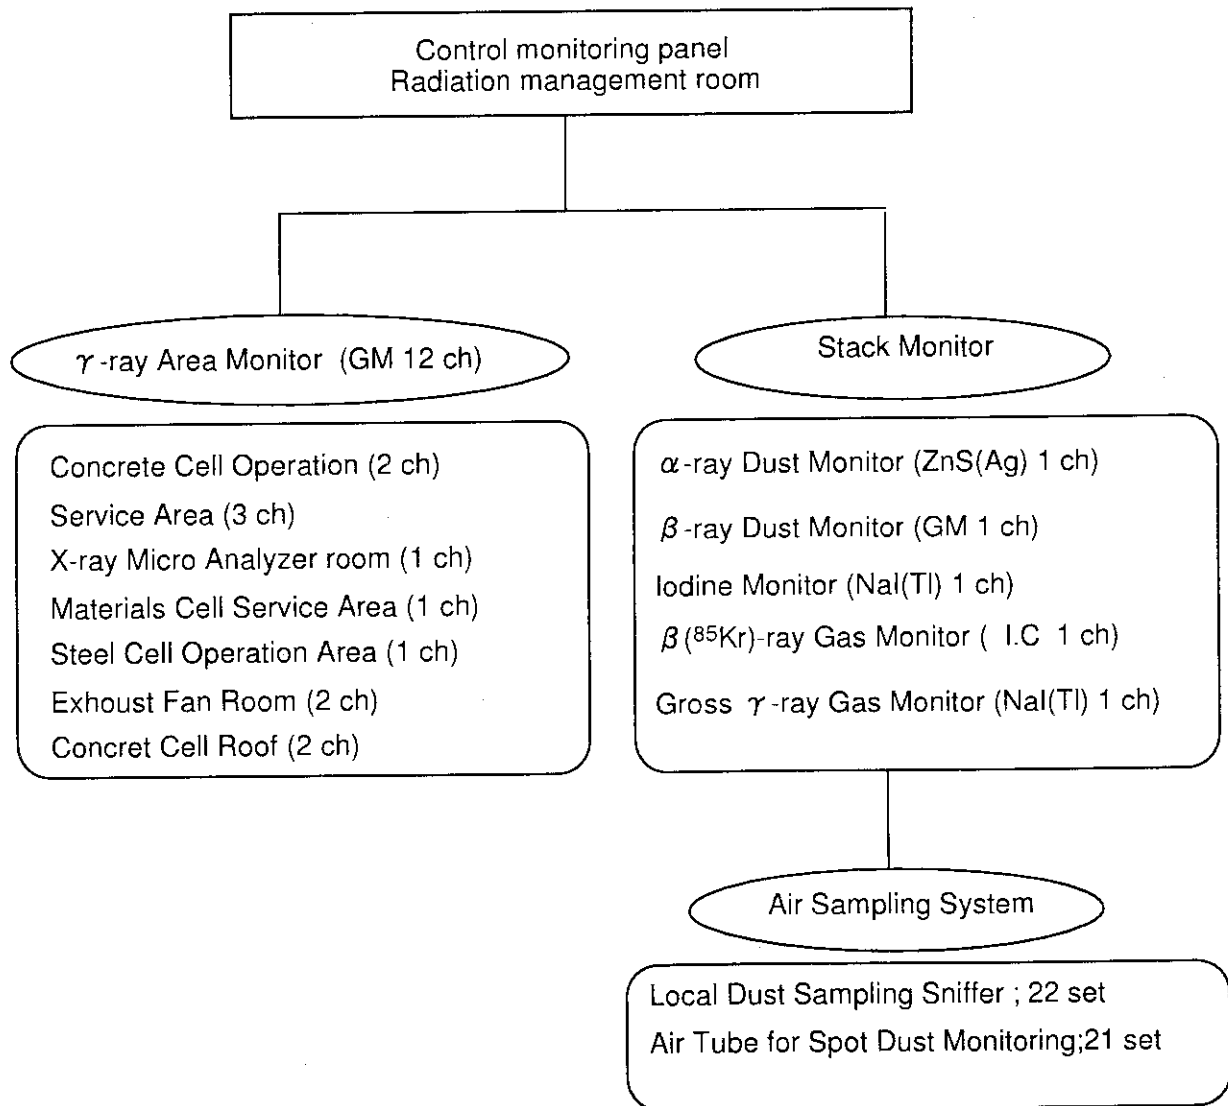 Control monitoring panel
Radiation management room
γ-ray Area Monitor (GM 12 ch)
Concrete Cell Operation (2 ch)
Service Area (3 ch)
X-ray Micro Analyzer room (1 ch)
Materials Cell Service Area (1 ch)
Steel Cell Operation Area (1 ch)
Exhoust Fan Room (2 ch)
Concret Cell Roof (2 ch)
Stack Monitor
α-ray Dust Monitor (ZnS(Ag) 1 ch)
β-ray Dust Monitor (GM 1 ch)
Iodine Monitor (NaI(Tl) 1 ch)
β(⁸⁵Kr)-ray Gas Monitor ( I.C 1 ch)
Gross γ-ray Gas Monitor (NaI(Tl) 1 ch)
Air Sampling System
Local Dust Sampling Sniffer ; 22 set
Air Tube for Spot Dust Monitoring;21 set